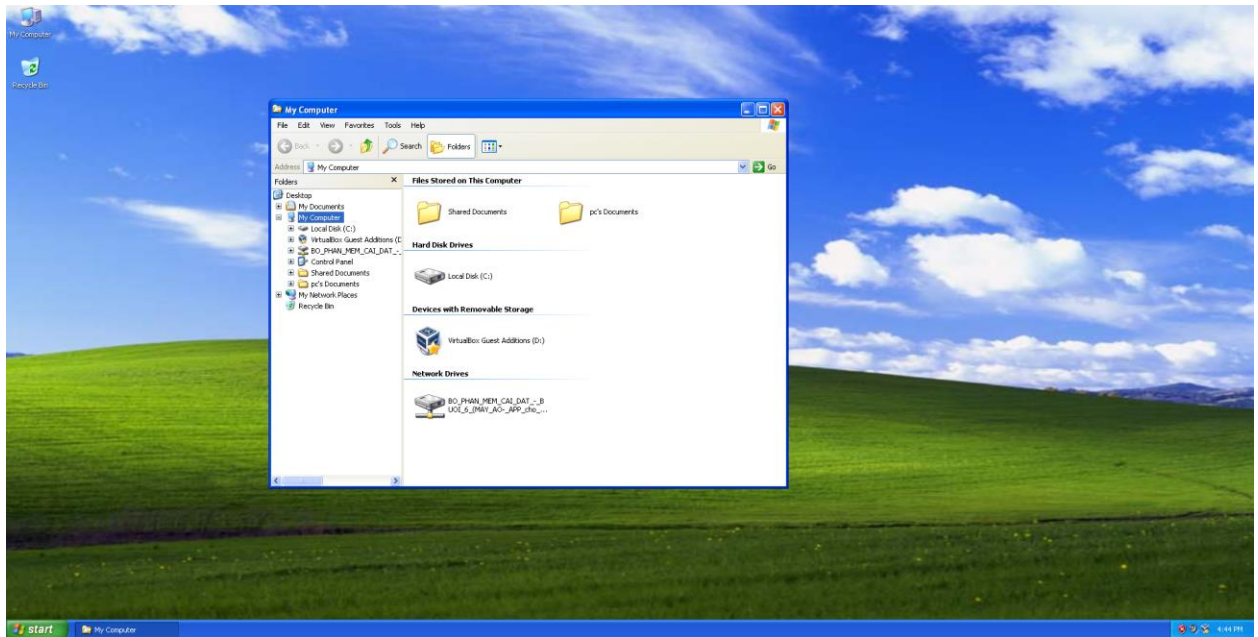 My Computer
Recycle Bin
My Computer
File Edit View Favorites Tools Help
Back Search Folders
Address My Computer Go
Folders
Desktop
My Documents
My Computer
Local Disk (C:)
VirtualBox Guest Additions (D
BO_PHAN_MEM_CAI_DAT_-_
Control Panel
Shared Documents
pc's Documents
My Network Places
Recycle Bin
Files Stored on This Computer
Shared Documents pc's Documents
Hard Disk Drives
Local Disk (C:)
Devices with Removable Storage
VirtualBox Guest Additions (D:)
Network Drives
BO_PHAN_MEM_CAI_DAT_-_B
UOI_6_(MAY_AO-_APP_cho_...
start My Computer 4:44 PM